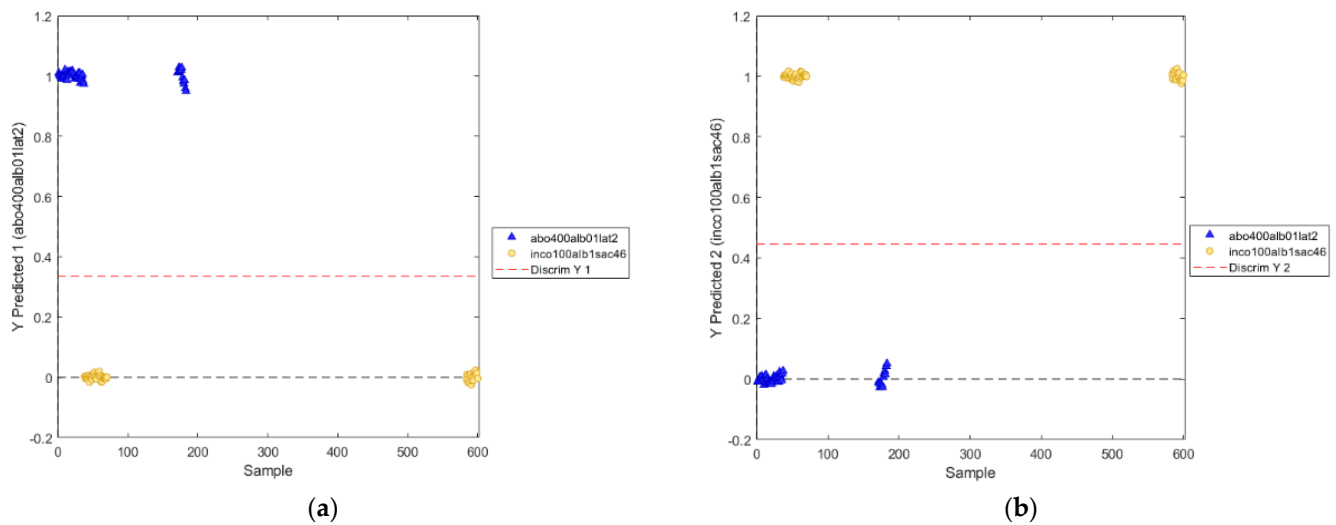 1.2
1
0.8
0.6
0.4
0.2
0
-0.2
Y Predicted 1 (abo400alb01lat2)
0 100 200 300 400 500 600
Sample
abo400alb01lat2
inco100alb1sac46
Discrim Y 1
(a)
1.2
1
0.8
0.6
0.4
0.2
0
-0.2
Y Predicted 2 (inco100alb1sac46)
0 100 200 300 400 500 600
Sample
abo400alb01lat2
inco100alb1sac46
Discrim Y 2
(b)